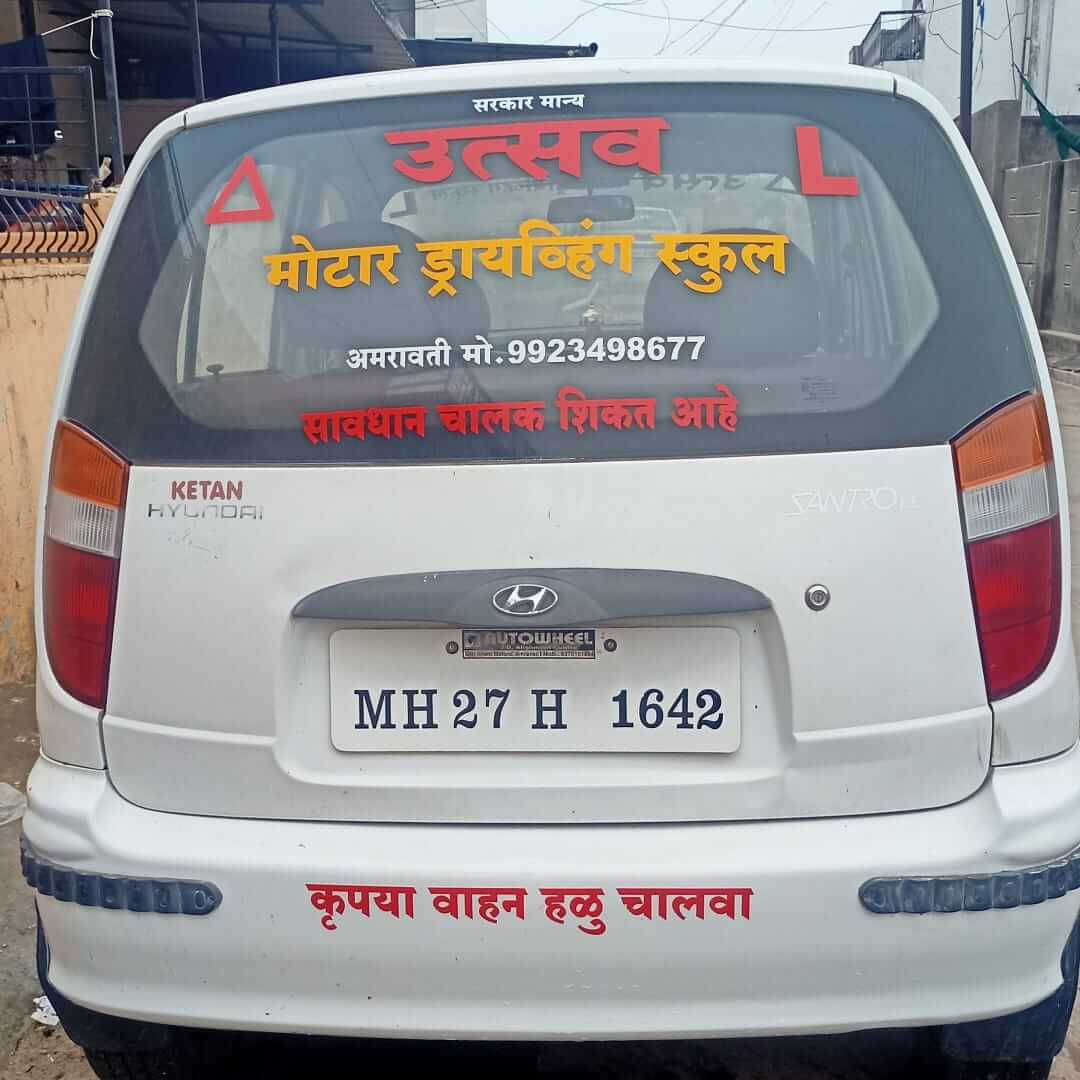 सरकार मान्य
उत्सव
L
मोटार ड्रायव्हिंग स्कुल
अमरावती मो. 9923498677
सावधान चालक शिकत आहे
KETAN
HYUNDAI
SANTRO
AUTOWHEEL
MH 27 H 1642
कृपया वाहन हळु चालवा